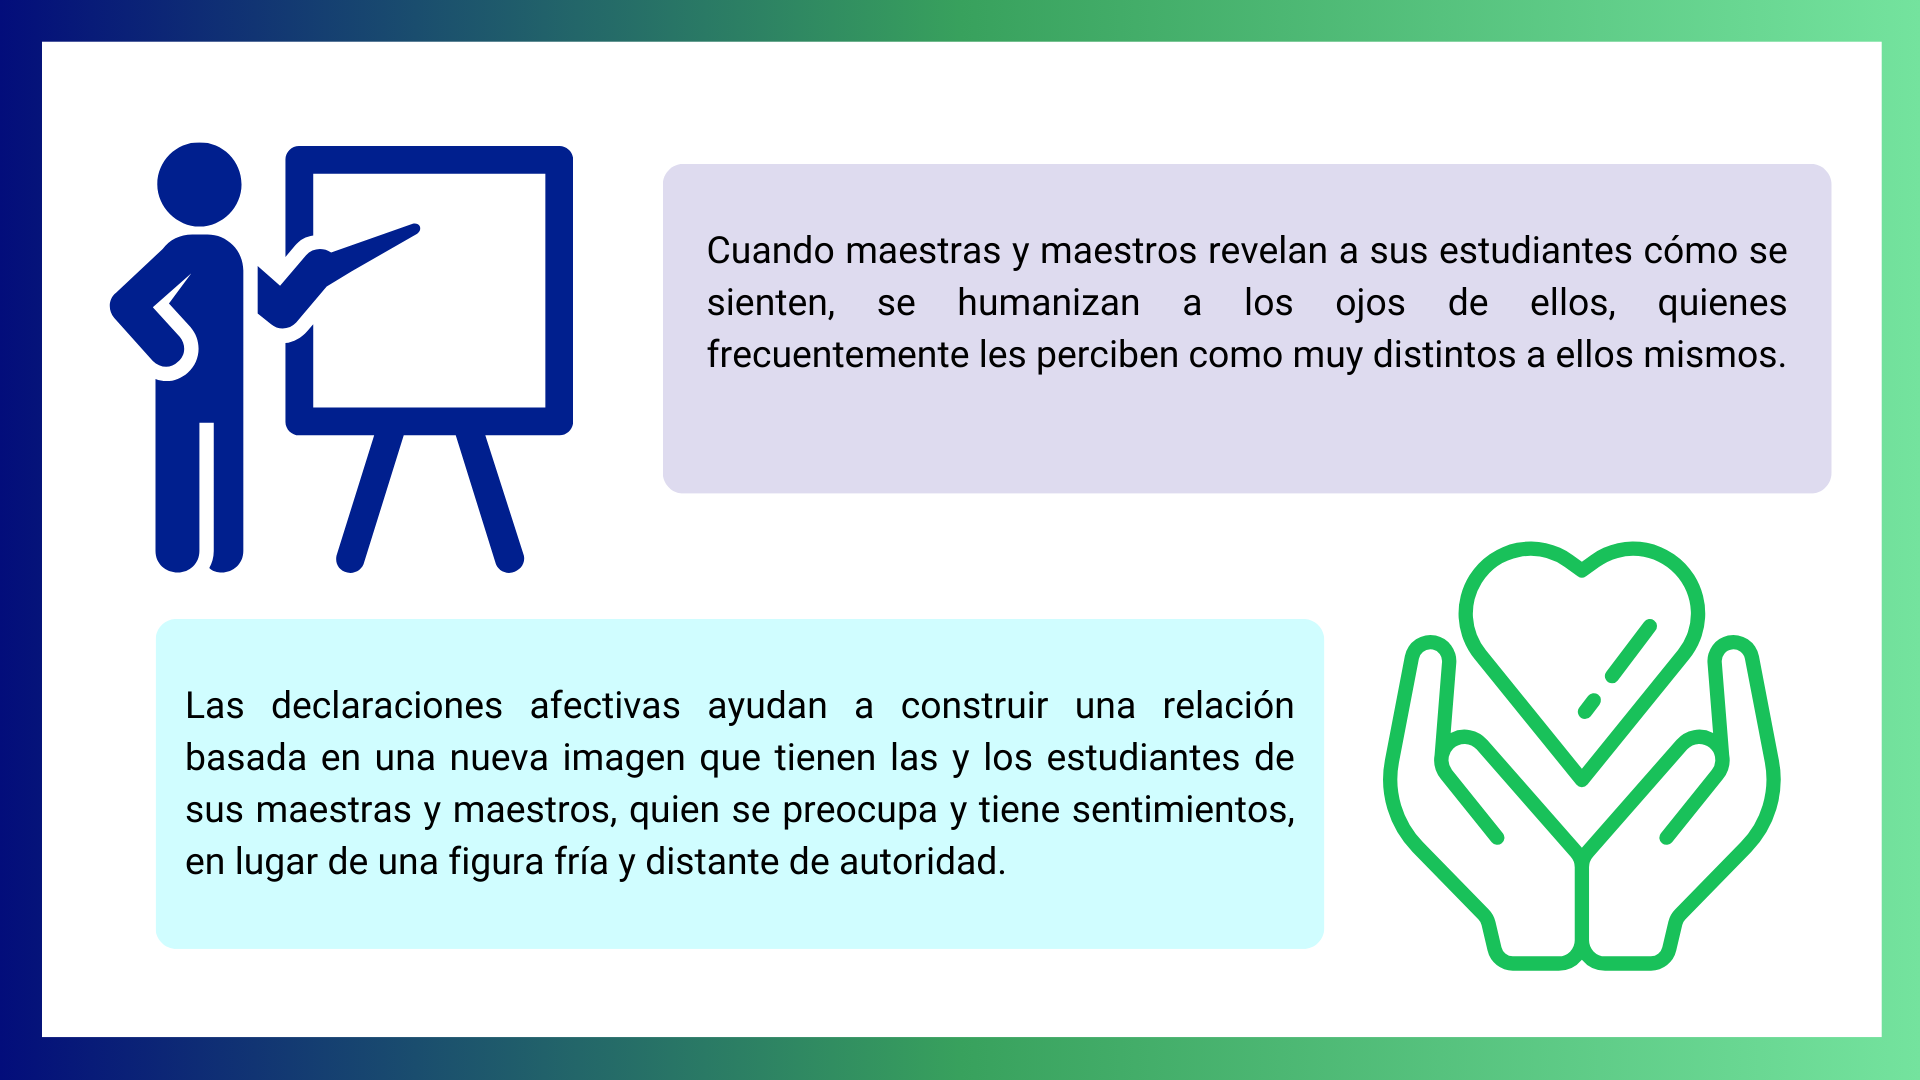 Cuando maestras y maestros revelan a sus estudiantes cómo se
sienten, se humanizan a los ojos de ellos, quienes
frecuentemente les perciben como muy distintos a ellos mismos.
Las declaraciones afectivas ayudan a construir una relación
basada en una nueva imagen que tienen las y los estudiantes de
sus maestras y maestros, quien se preocupa y tiene sentimientos,
en lugar de una figura fría y distante de autoridad.